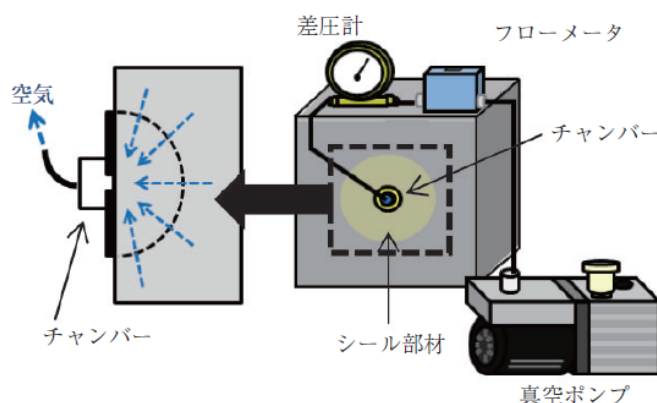 差圧計
フローメータ
空気
チャンバー
チャンバー
シール部材
真空ポンプ